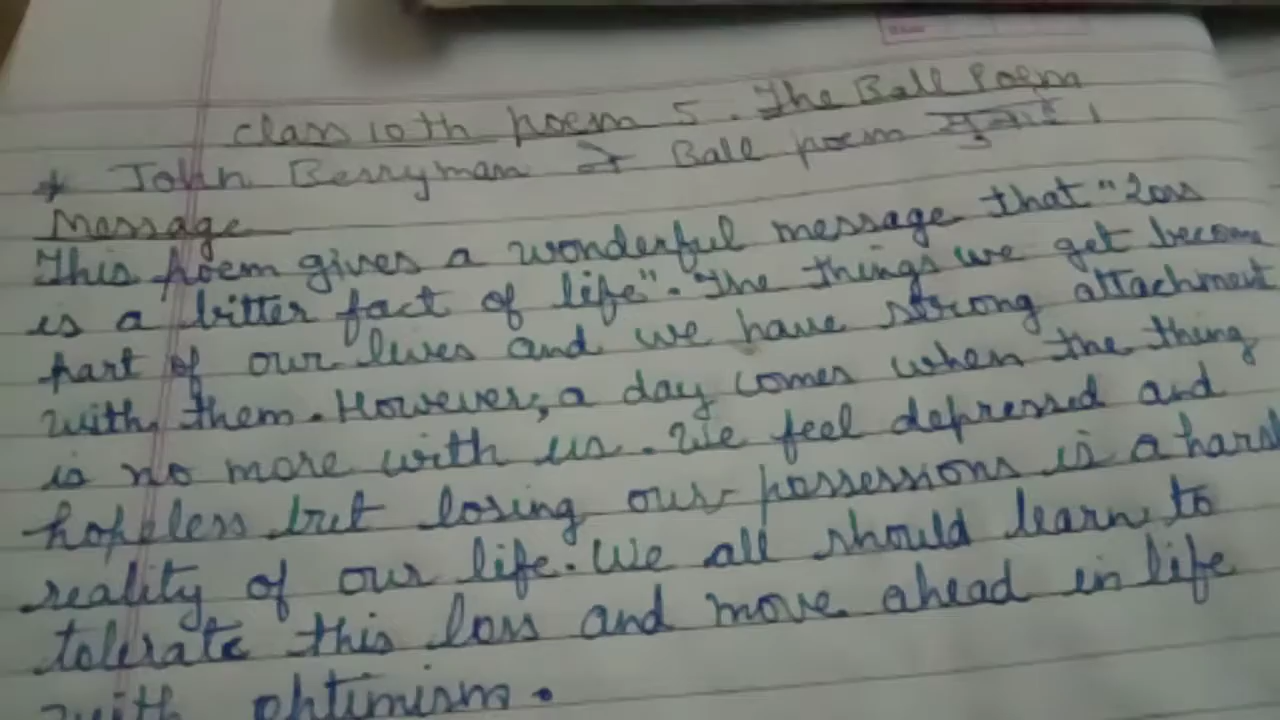 class 10th poem 5. The Ball Poem
* John Berryman ने Ball poem सुनाई।
Message
This poem gives a wonderful message that "Loss
is a bitter fact of life". The things we get become
part of our lives and we have strong attachment
with them. However, a day comes when the thing
is no more with us. We feel depressed and
hopeless but losing our possessions is a harsh
reality of our life. We all should learn to
tolerate this loss and move ahead in life
with optimism.